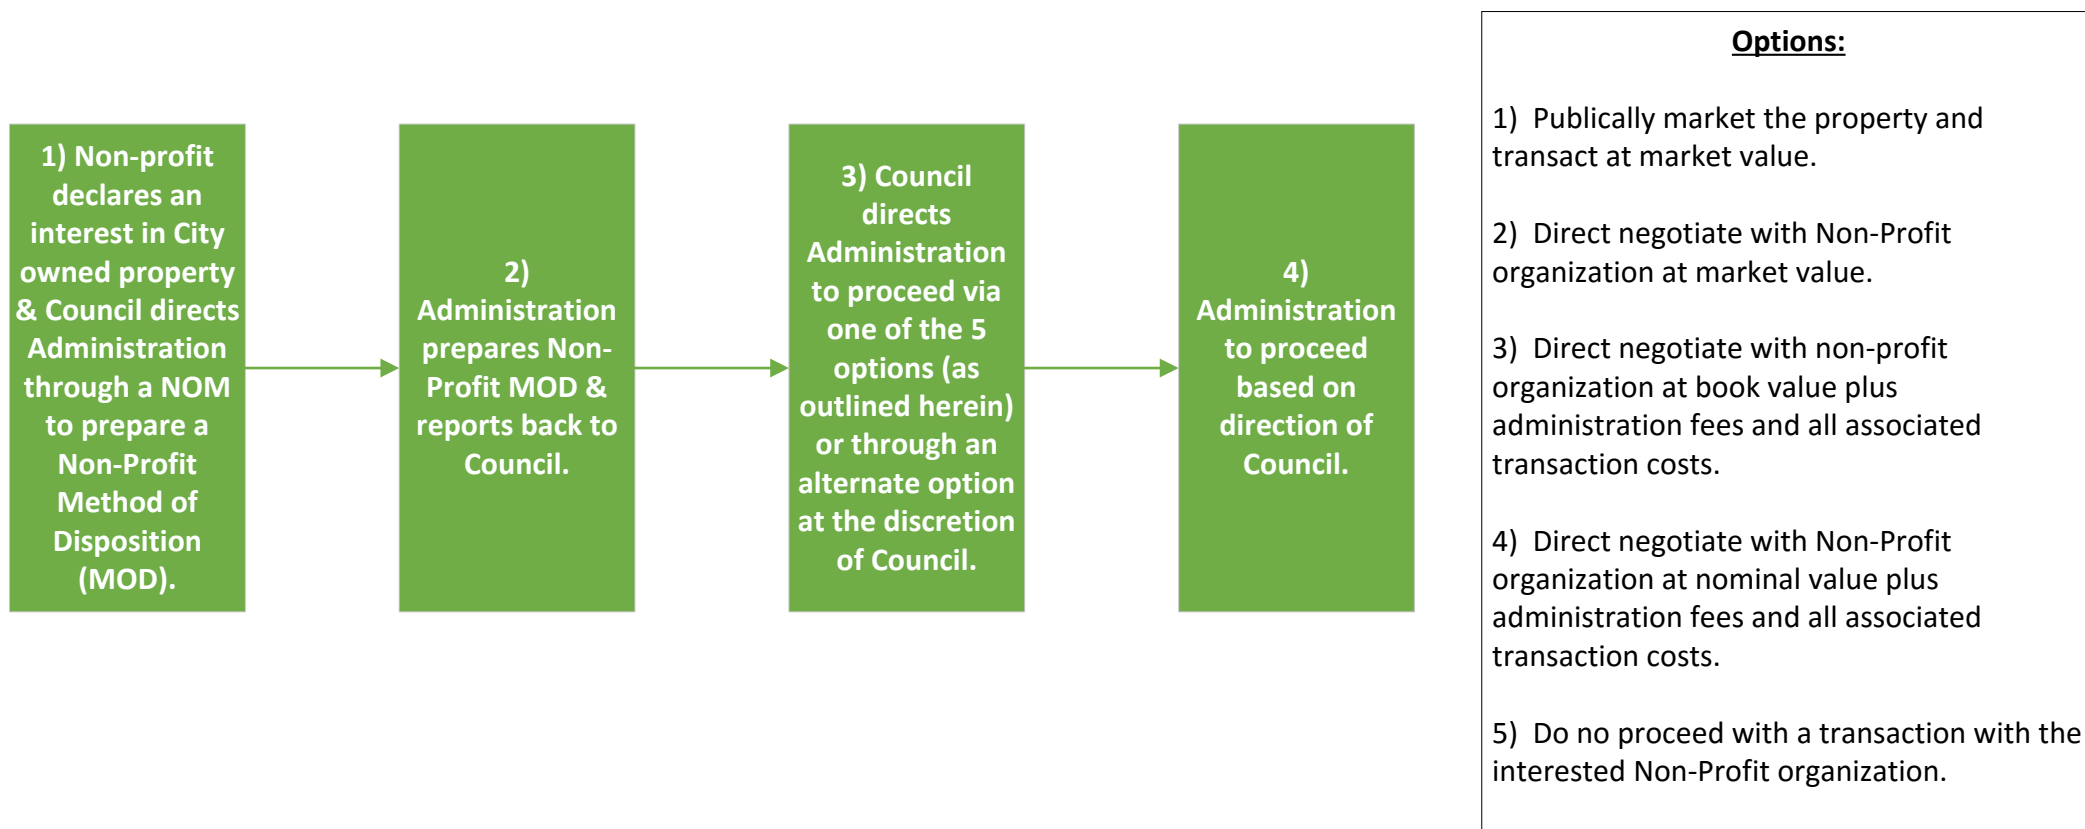 1) Non-profit
declares an
interest in City
owned property
& Council directs
Administration
through a NOM
to prepare a
Non-Profit
Method of
Disposition
(MOD).
2)
Administration
prepares Non-
Profit MOD &
reports back to
Council.
3) Council
directs
Administration
to proceed via
one of the 5
options (as
outlined herein)
or through an
alternate option
at the discretion
of Council.
4)
Administration
to proceed
based on
direction of
Council.
Options:
1)  Publically market the property and
transact at market value.
2)  Direct negotiate with Non-Profit
organization at market value.
3)  Direct negotiate with non-profit
organization at book value plus
administration fees and all associated
transaction costs.
4)  Direct negotiate with Non-Profit
organization at nominal value plus
administration fees and all associated
transaction costs.
5)  Do no proceed with a transaction with the
interested Non-Profit organization.